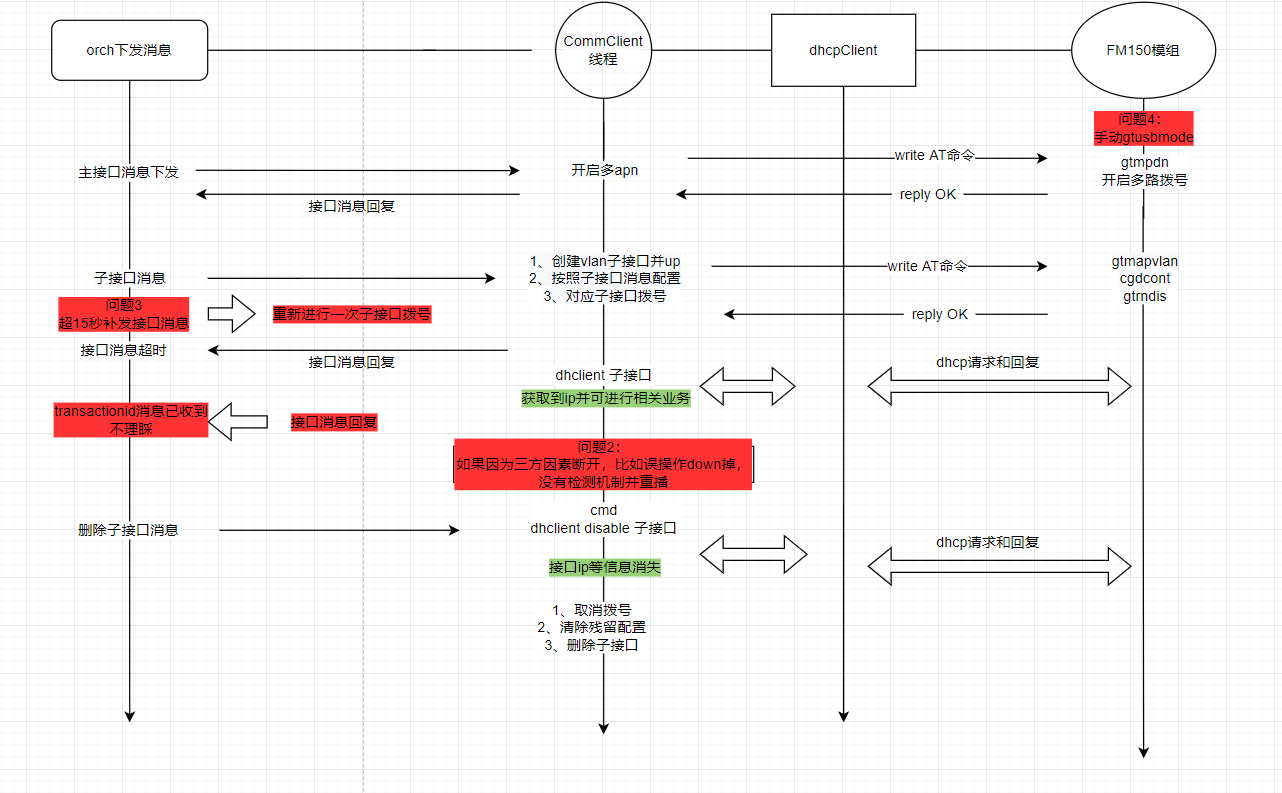 orch下发消息
CommClient
线程
dhcpClient
FM150模组
问题4：
手动gtusbmode
主接口消息下发
开启多apn
write AT命令
gtmpdn
开启多路拨号
接口消息回复
reply OK
子接口消息
1、创建vlan子接口并up
2、按照子接口消息配置
3、对应子接口拨号
write AT命令
gtmapvlan
cgdcont
gtrndis
问题3
超15秒补发接口消息
重新进行一次子接口拨号
reply OK
接口消息超时
接口消息回复
dhclient 子接口
获取到ip并可进行相关业务
dhcp请求和回复
transactionid消息已收到
不理睬
接口消息回复
问题2：
如果因为三方因素断开，比如误操作down掉，
没有检测机制并重播
删除子接口消息
cmd
dhclient disable 子接口
接口ip等信息消失
dhcp请求和回复
1、取消拨号
2、清除残留配置
3、删除子接口